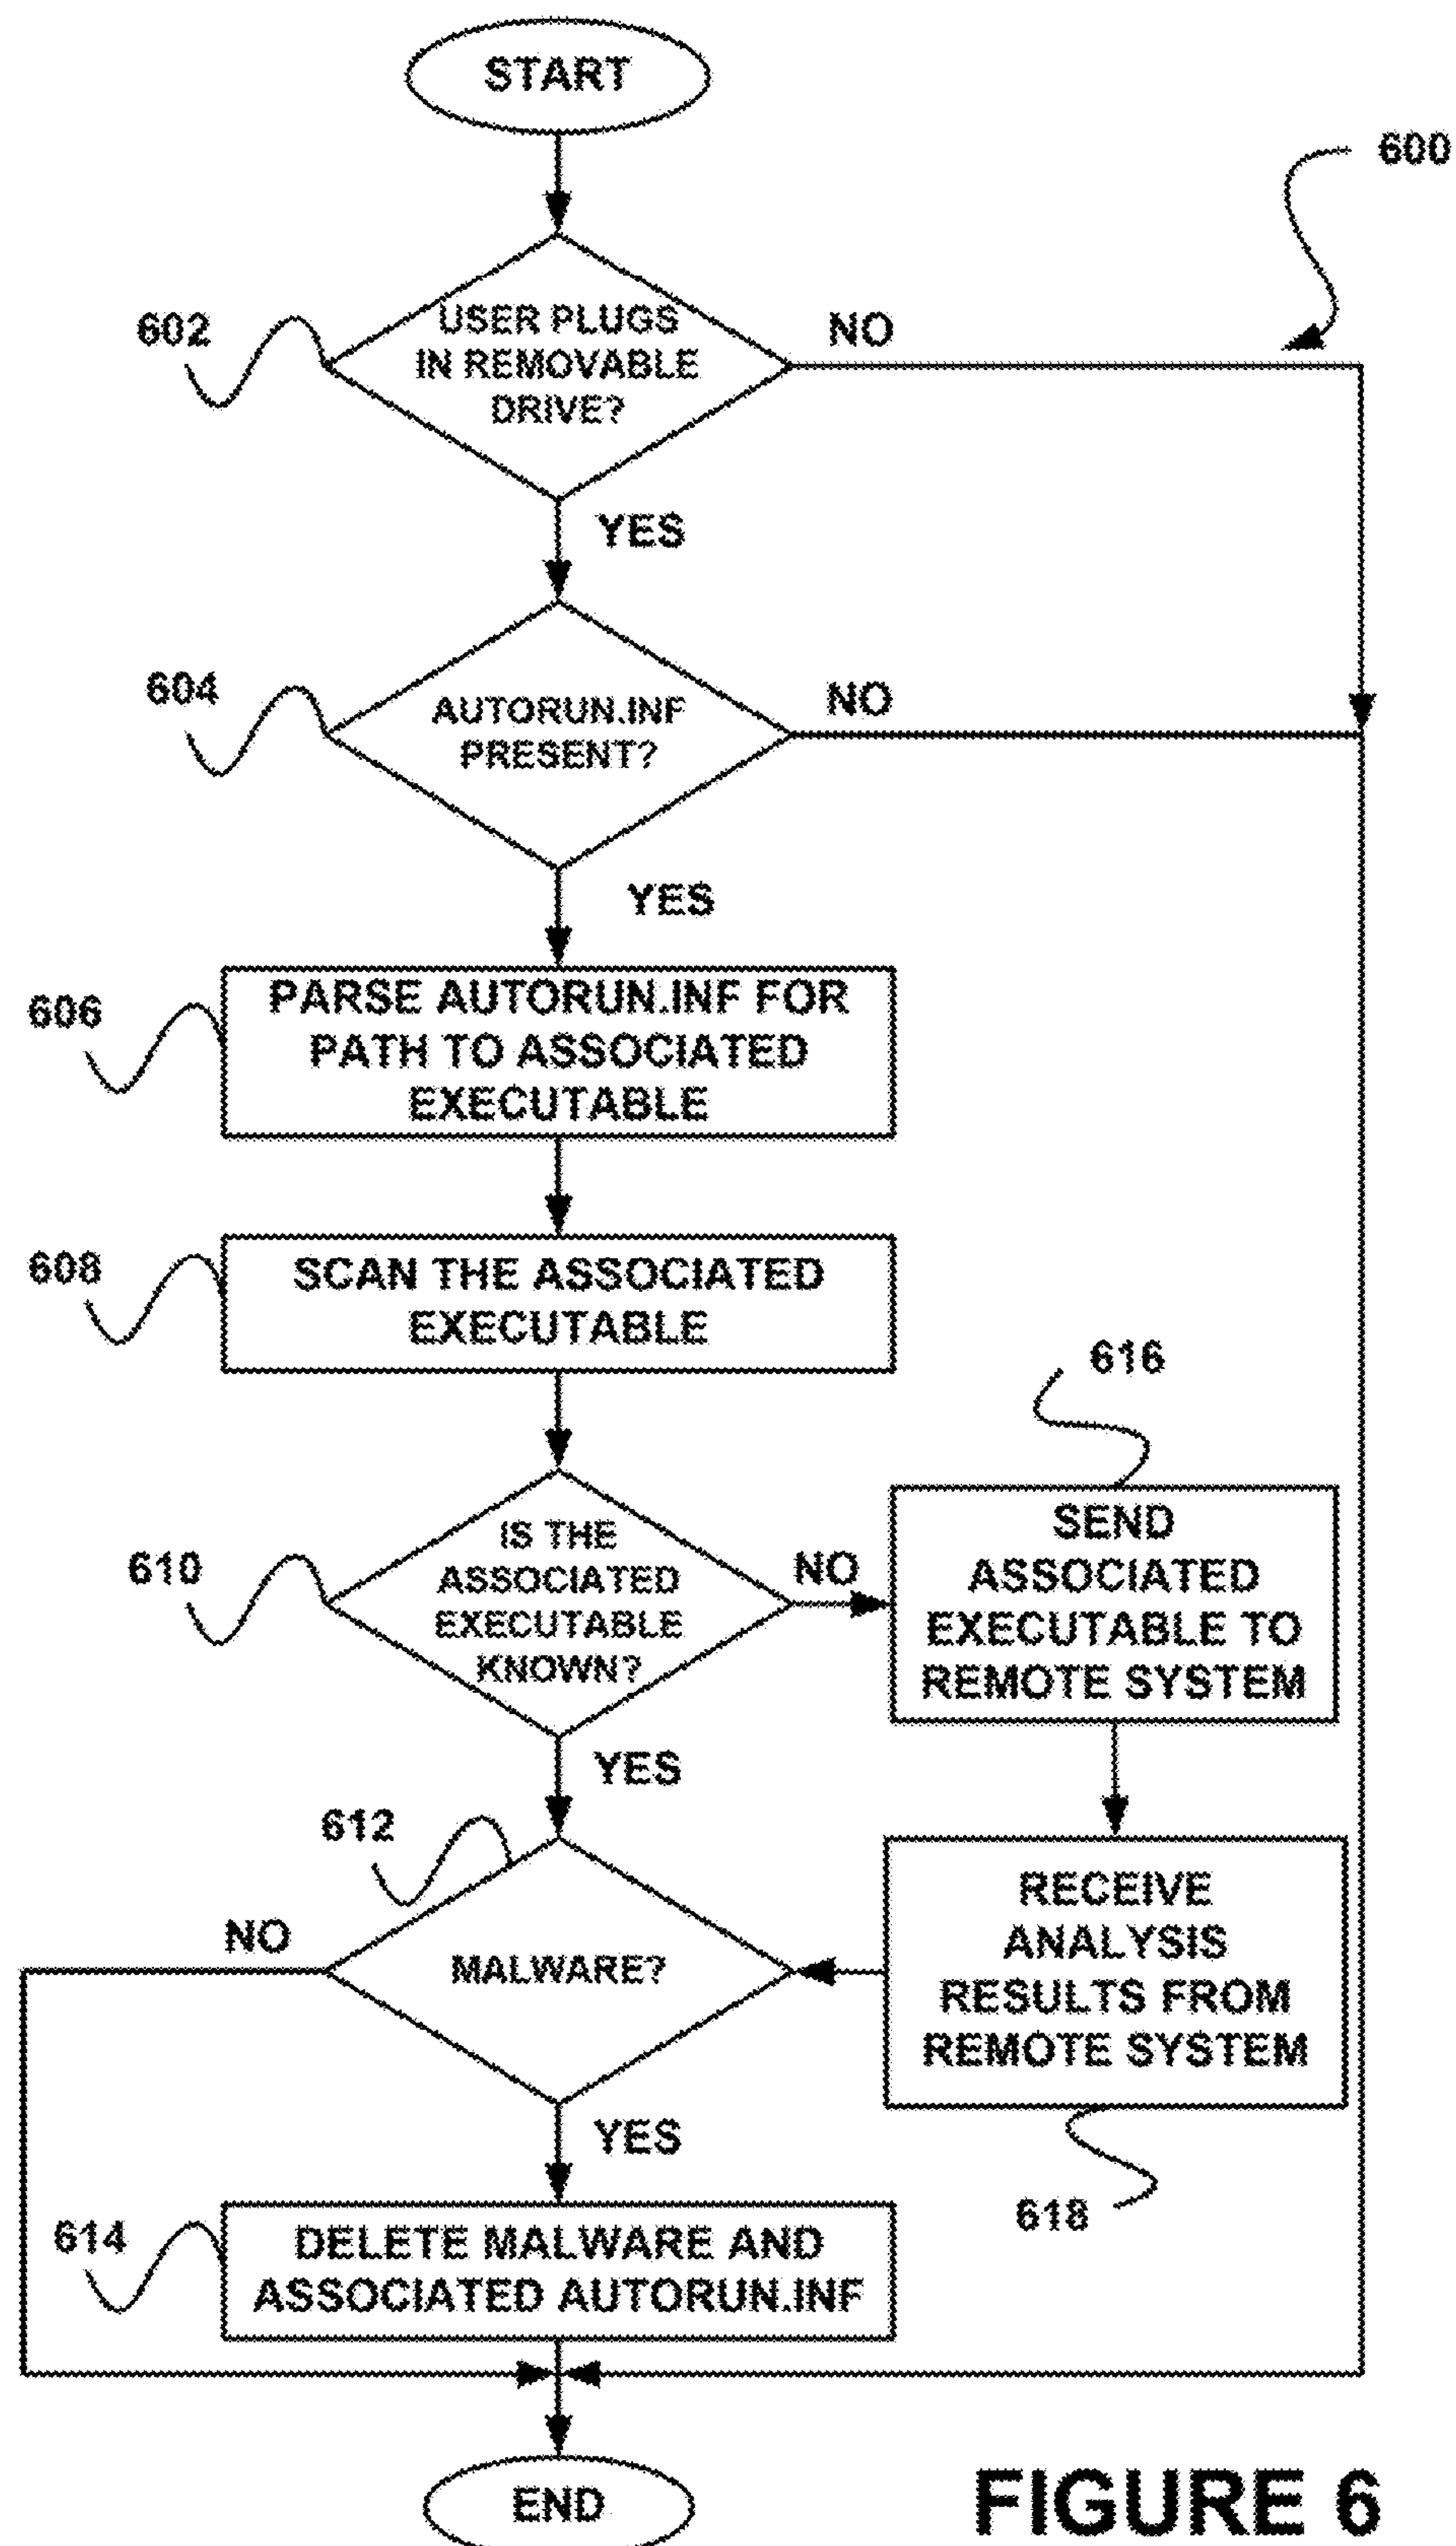 START
600
602
USER PLUGS
IN REMOVABLE
DRIVE?
NO
YES
604
AUTORUN.INF
PRESENT?
NO
YES
606
PARSE AUTORUN.INF FOR
PATH TO ASSOCIATED
EXECUTABLE
608
SCAN THE ASSOCIATED
EXECUTABLE
616
610
IS THE
ASSOCIATED
EXECUTABLE
KNOWN?
NO
SEND
ASSOCIATED
EXECUTABLE TO
REMOTE SYSTEM
YES
612
NO
MALWARE?
RECEIVE
ANALYSIS
RESULTS FROM
REMOTE SYSTEM
YES
618
614
DELETE MALWARE AND
ASSOCIATED AUTORUN.INF
END
FIGURE 6